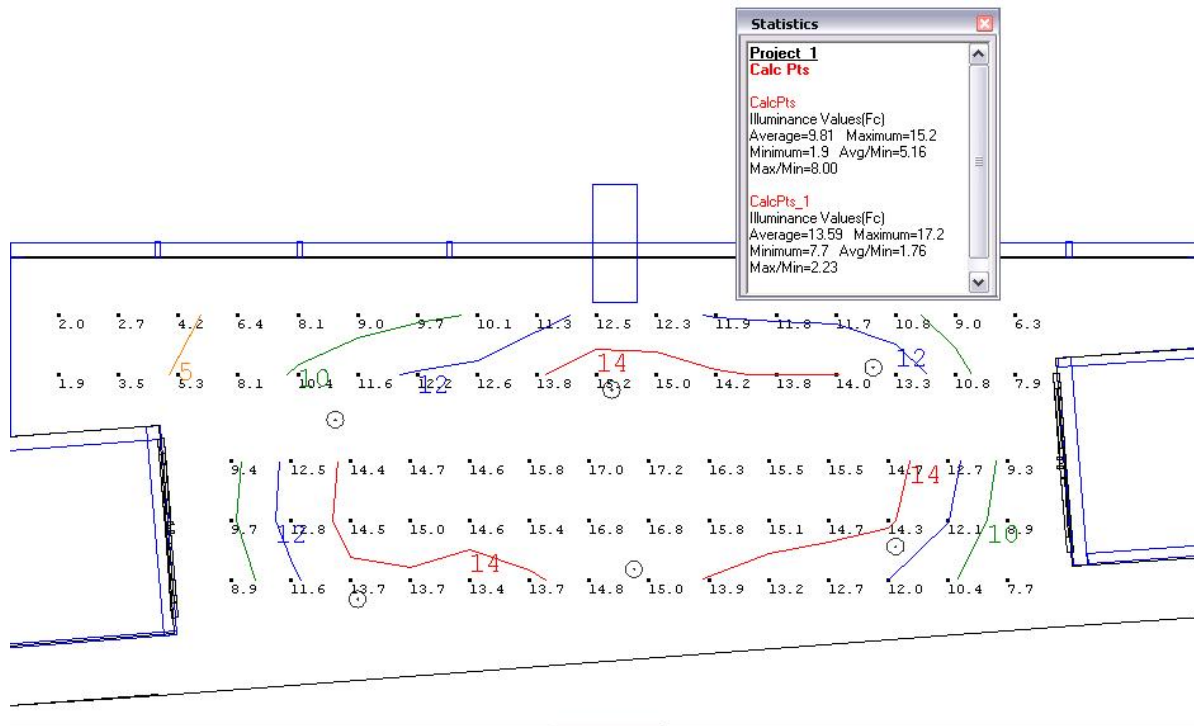 Statistics
Project_1
Calc Pts
CalcPts
Illuminance Values(Fc)
Average=9.81 Maximum=15.2
Minimum=1.9 Avg/Min=5.16
Max/Min=8.00
CalcPts_1
Illuminance Values(Fc)
Average=13.59 Maximum=17.2
Minimum=7.7 Avg/Min=1.76
Max/Min=2.23
2.0 2.7 4.2 6.4 8.1 9.0 9.7 10.1 11.3 12.5 12.3 11.9 11.8 11.7 10.8 9.0 6.3
14 12
1.9 3.5 5 5.3 8.1 10 10.4 11.6 12.2 12 12.6 13.8 15.2 15.0 14.2 13.8 14.0 13.3 10.8 7.9
9.4 12.5 14.4 14.7 14.6 15.8 17.0 17.2 16.3 15.5 15.5 14.7 14 12.7 9.3
9.7 12.8 12 14.5 15.0 14.6 15.4 16.8 16.8 15.8 15.1 14.7 14.3 12.1 10 8.9
14
8.9 11.6 13.7 13.7 13.4 13.7 14.8 15.0 13.9 13.2 12.7 12.0 10.4 7.7